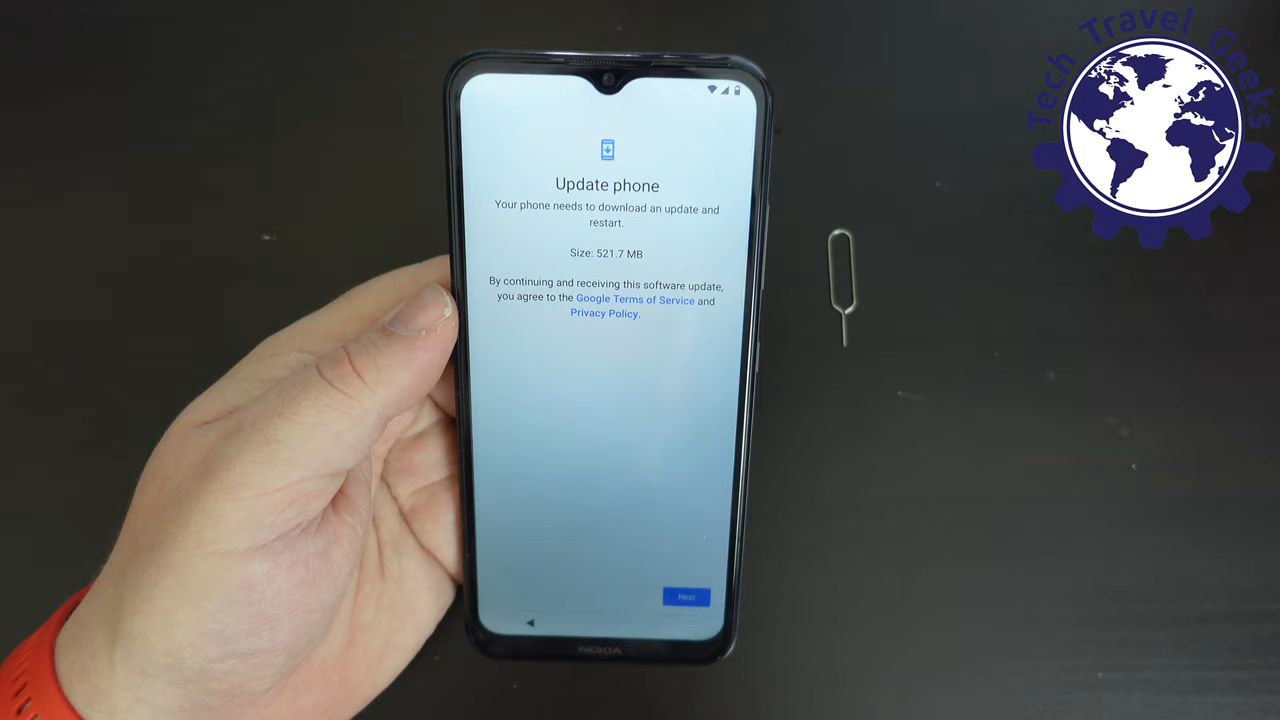 Tech Travel Geeks
Update phone
Your phone needs to download an update and
restart.
Size: 521.7 MB
By continuing and receiving this software update,
you agree to the Google Terms of Service and
Privacy Policy.
Next
NOKIA